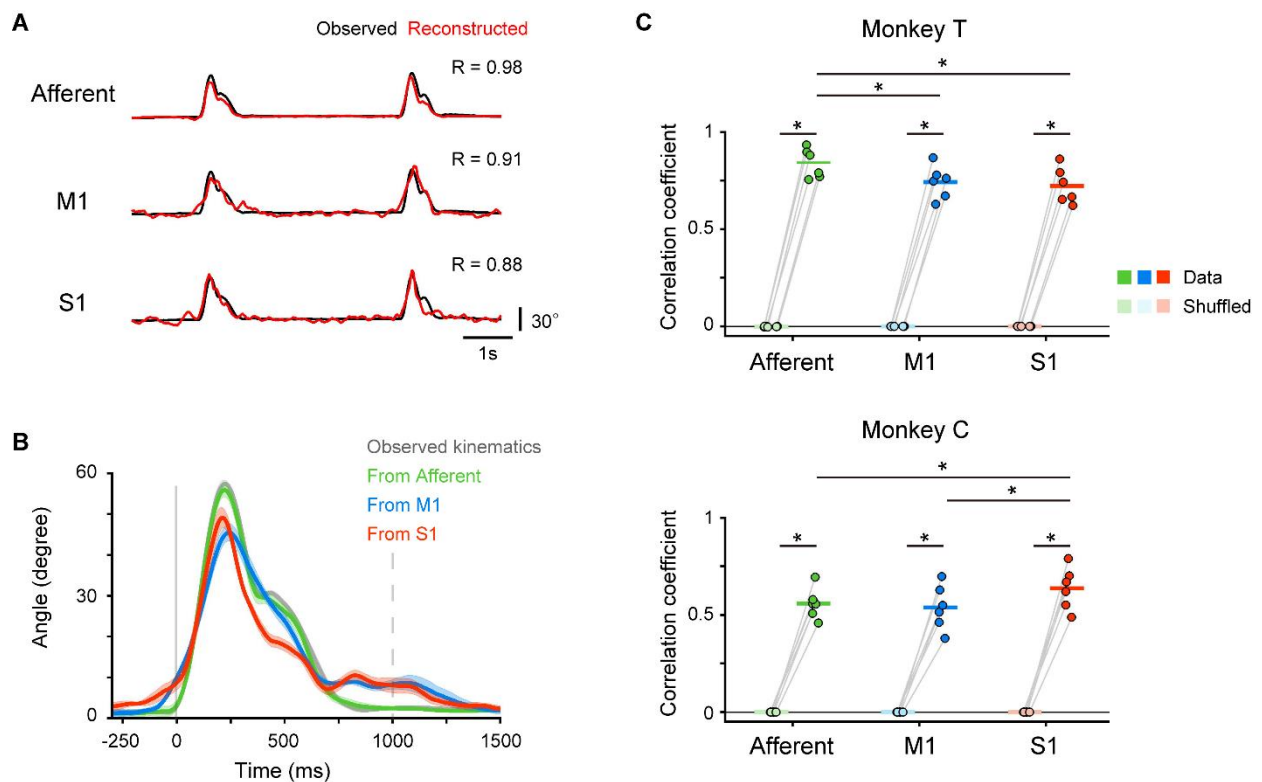 A
Observed Reconstructed
Afferent
R = 0.98
M1
R = 0.91
S1
R = 0.88
30°
1s
B
Observed kinematics
From Afferent
From M1
From S1
Angle (degree)
60
30
0
-250 0 500 1000 1500
Time (ms)
C
Monkey T
*
*
* * *
Correlation coefficient
1
0.5
0
Afferent M1 S1
Data
Shuffled
Monkey C
*
*
* * *
Correlation coefficient
1
0.5
0
Afferent M1 S1